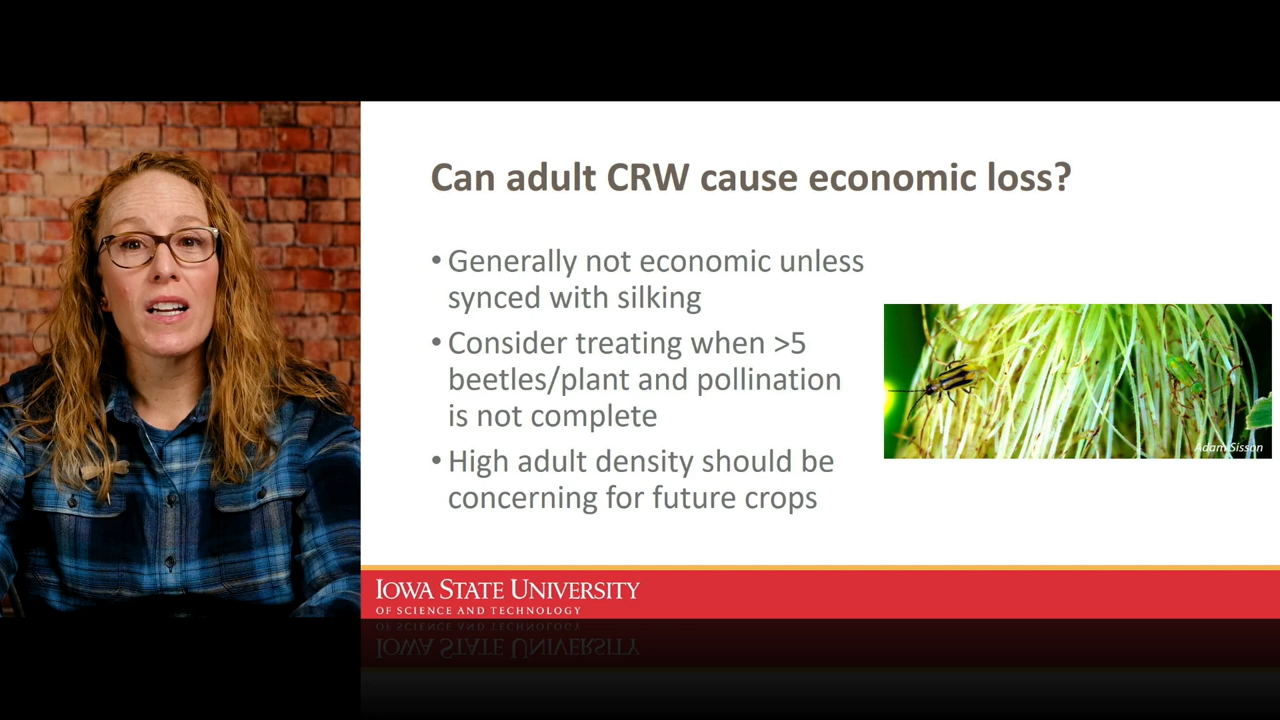 Can adult CRW cause economic loss?
• Generally not economic unless
synced with silking
• Consider treating when >5
beetles/plant and pollination
is not complete
• High adult density should be
concerning for future crops
Adam Sisson
IOWA STATE UNIVERSITY
OF SCIENCE AND TECHNOLOGY